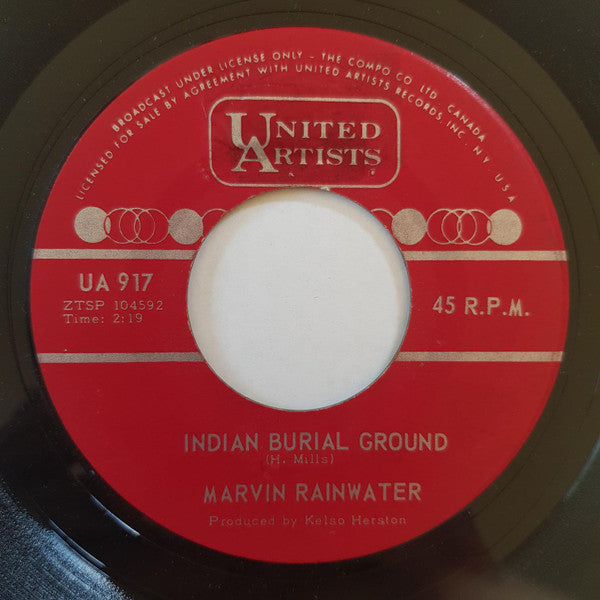 BROADCAST UNDER LICENSE ONLY - THE COMPO CO. LTD. CANADA
LICENSED FOR SALE BY AGREEMENT WITH UNITED ARTISTS RECORDS INC. N.Y. USA
UNITED
ARTISTS
UA 917
ZTSP 104592
Time: 2:19
45 R.P.M.
INDIAN BURIAL GROUND
(H. Mills)
MARVIN RAINWATER
Produced by Kelso Herston